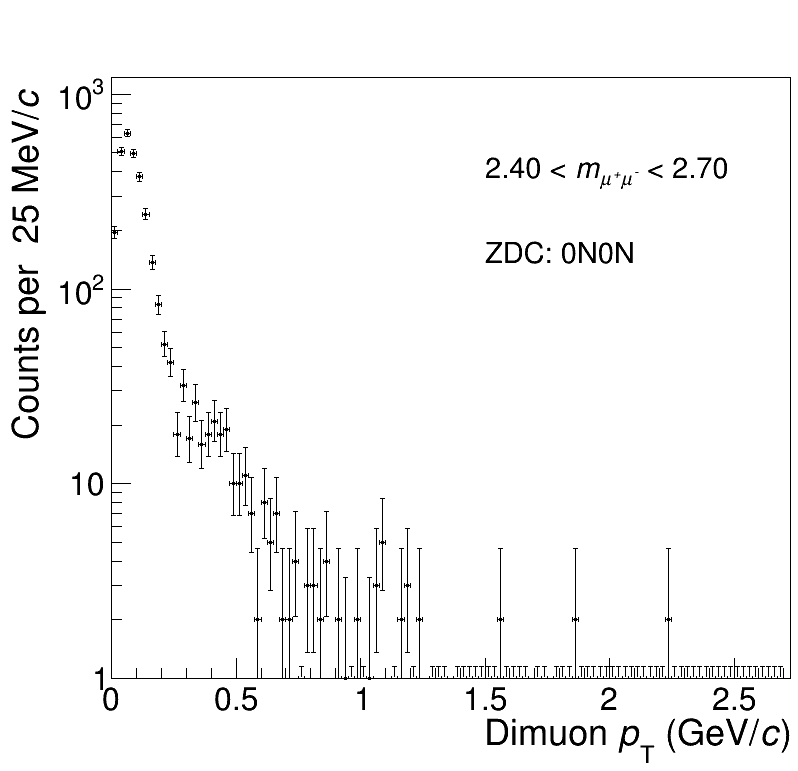 Counts per 25 MeV/c
10³
10²
10
1
2.40 < m_μ⁺μ⁻ < 2.70
ZDC: 0N0N
0 0.5 1 1.5 2 2.5
Dimuon p_T (GeV/c)